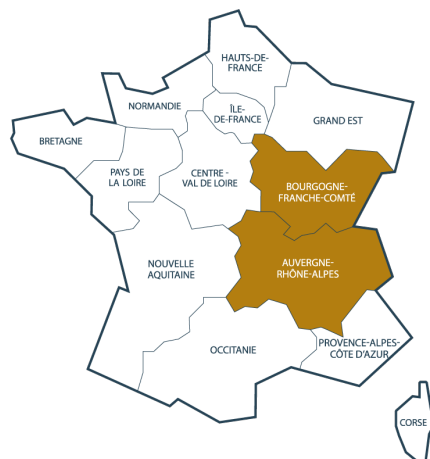 HAUTS-DE-
FRANCE
NORMANDIE
ÎLE-
DE-FRANCE
GRAND EST
BRETAGNE
PAYS DE
LA LOIRE
CENTRE -
VAL DE LOIRE
BOURGOGNE-
FRANCHE-COMTÉ
NOUVELLE
AQUITAINE
AUVERGNE-
RHÔNE-ALPES
OCCITANIE
PROVENCE-ALPES-
CÔTE D'AZUR
CORSE